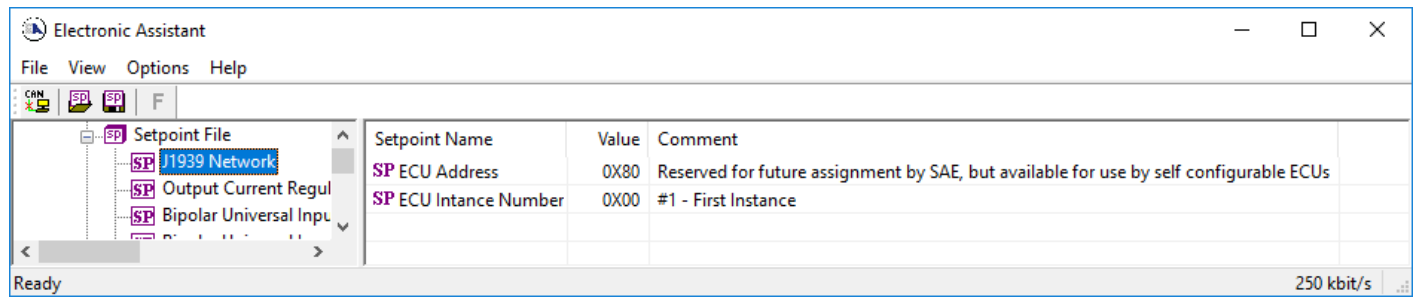 Electronic Assistant
File View Options Help
CAN SP SP F
SP Setpoint File
SP J1939 Network
SP Output Current Regul
SP Bipolar Universal Inpu
Setpoint Name Value Comment
SP ECU Address 0X80 Reserved for future assignment by SAE, but available for use by self configurable ECUs
SP ECU Intance Number 0X00 #1 - First Instance
Ready 250 kbit/s